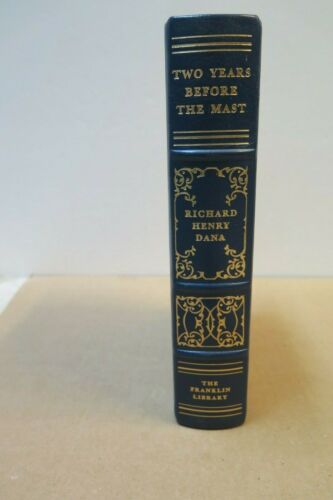 TWO YEARS
BEFORE
THE MAST
RICHARD
HENRY
DANA
THE
FRANKLIN
LIBRARY